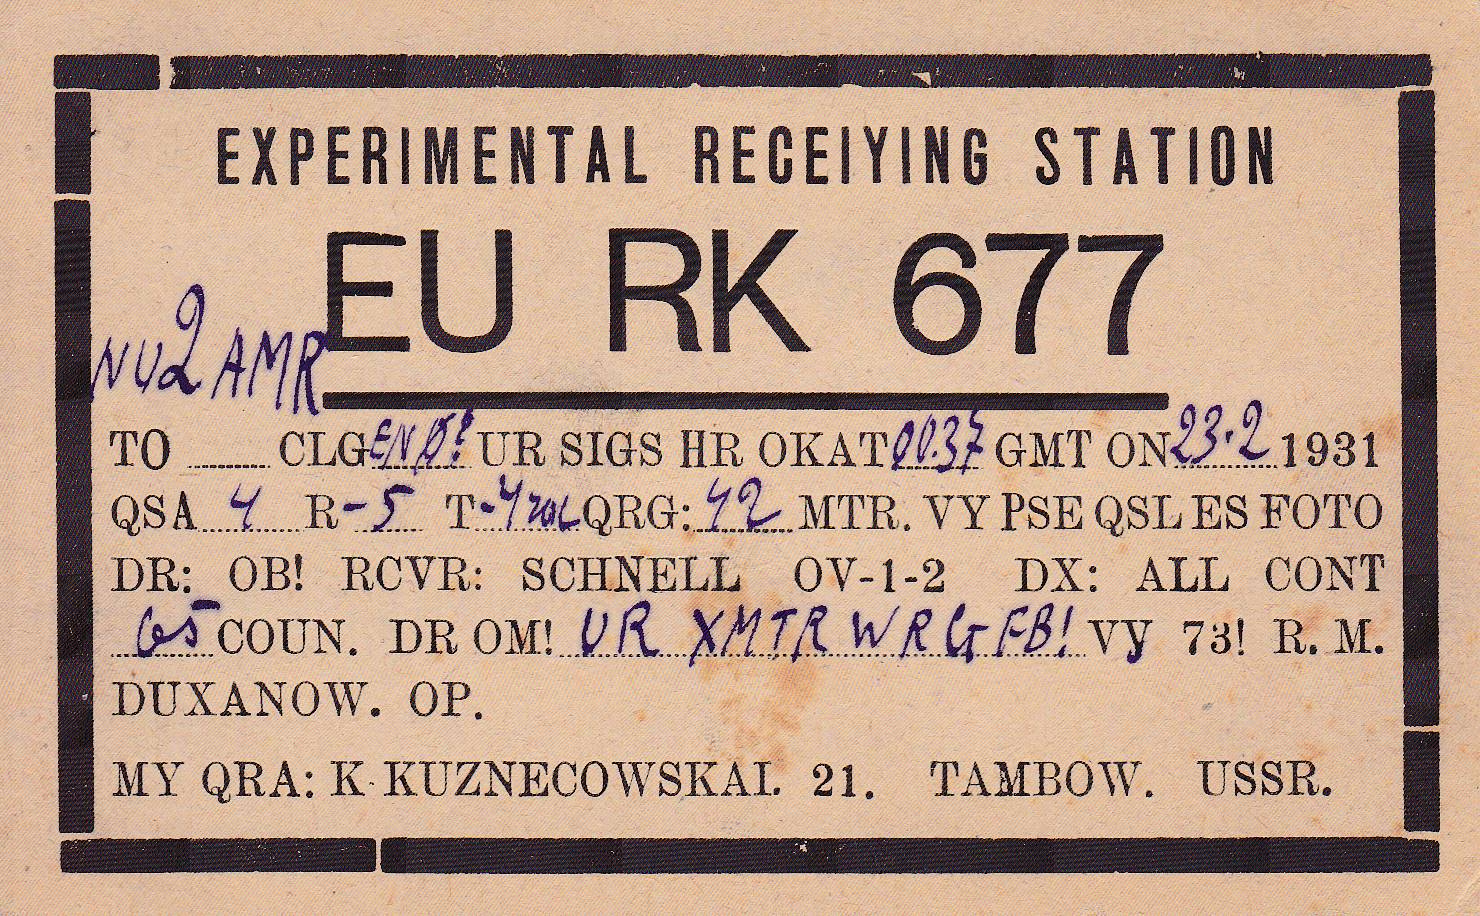 EXPERIMENTAL RECEIYING STATION
EU RK 677
NU2AMR
TO ........ CLG END? UR SIGS HR OKAT 00.37 GMT ON 23.2 1931
QSA 4 R-5 T-4 QRG: 42 MTR. VY PSE QSL ES FOTO
DR: OB! RCVR: SCHNELL OV-1-2 DX: ALL CONT
65 COUN. DR OM! UR XMTR WRG FB! VY 73! R. M.
DUXANOW. OP.
MY QRA: K-KUZNECOWSKAI. 21. TAMBOW. USSR.